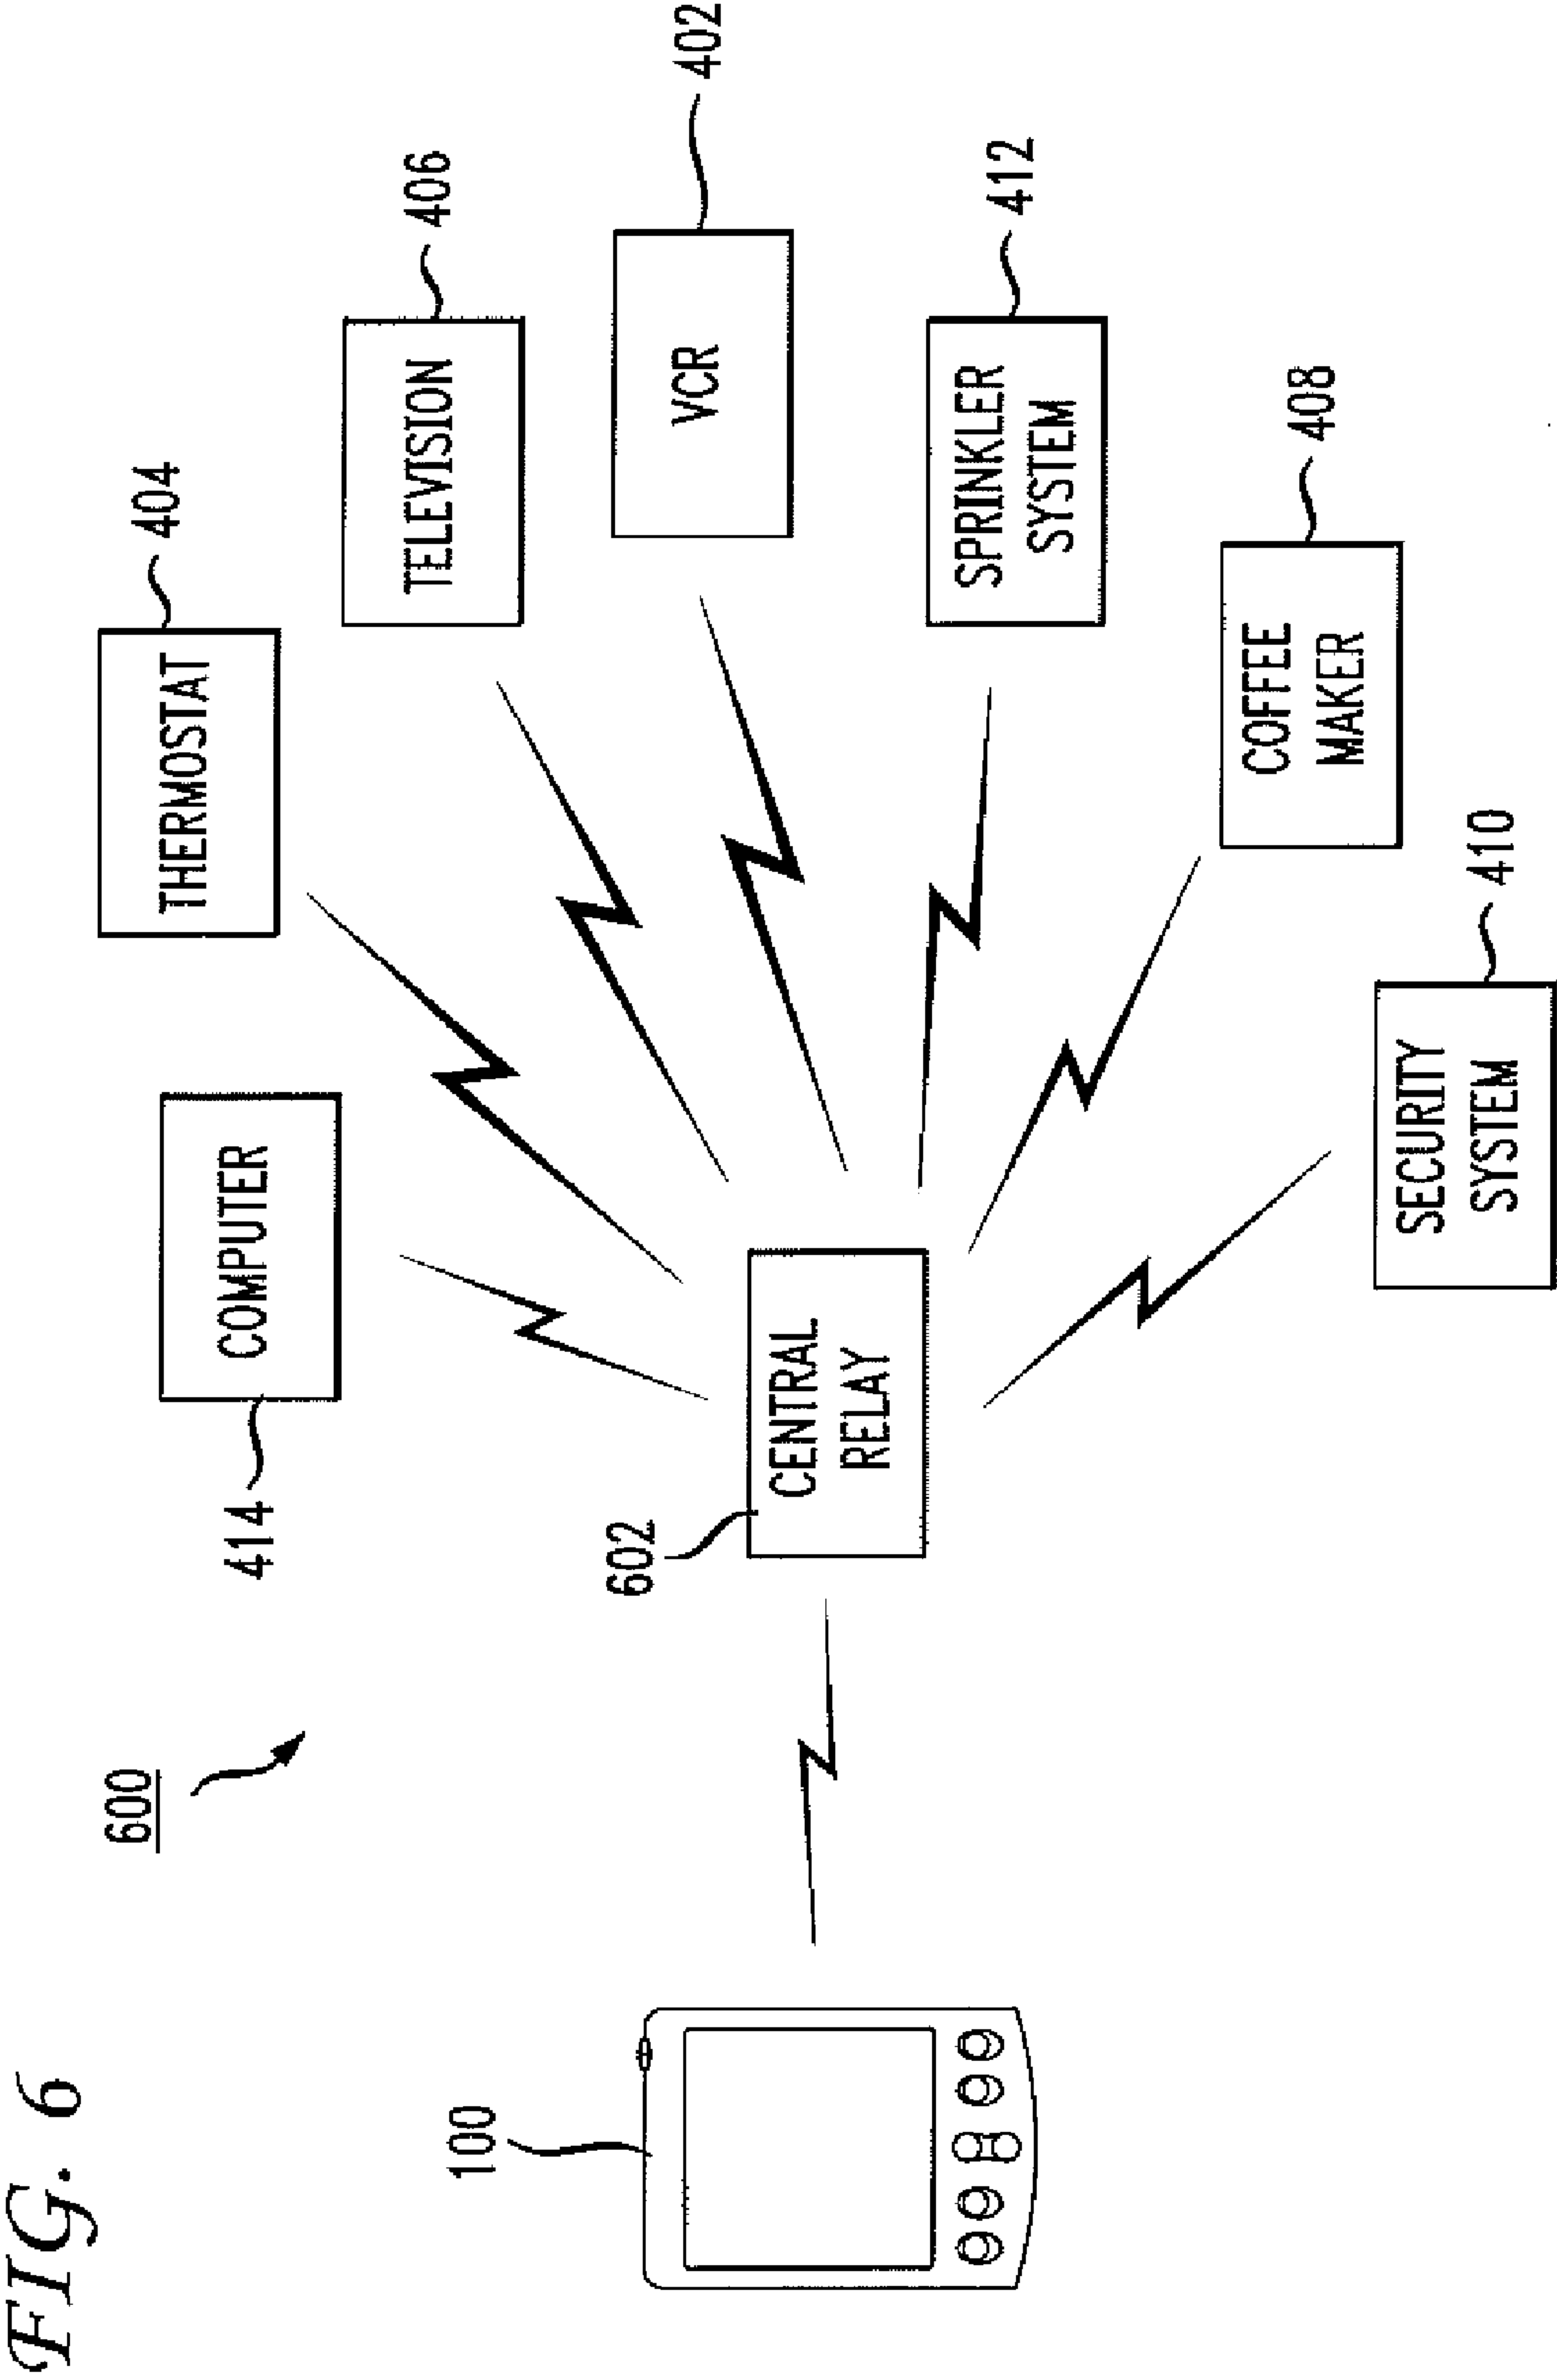 FIG. 6
600
100
602
CENTRAL
RELAY
414
COMPUTER
THERMOSTAT
404
TELEVISION
406
VCR
402
SPRINKLER
SYSTEM
412
COFFEE
MAKER
408
SECURITY
SYSTEM
410